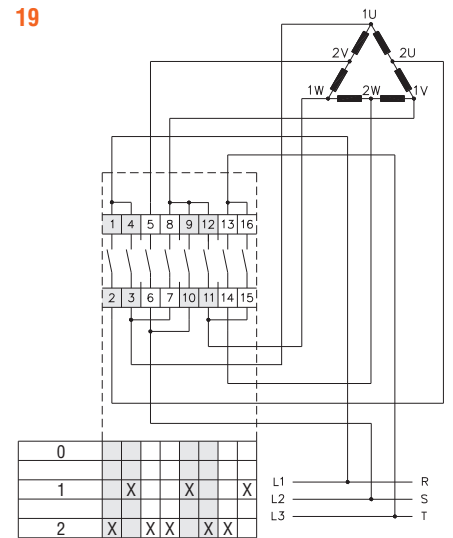 19
1U
2V 2U
1W 2W 1V
1 4 5 8 9 12 13 16
2 3 6 7 10 11 14 15
0
1 X X X
2 X X X X X
L1 R
L2 S
L3 T